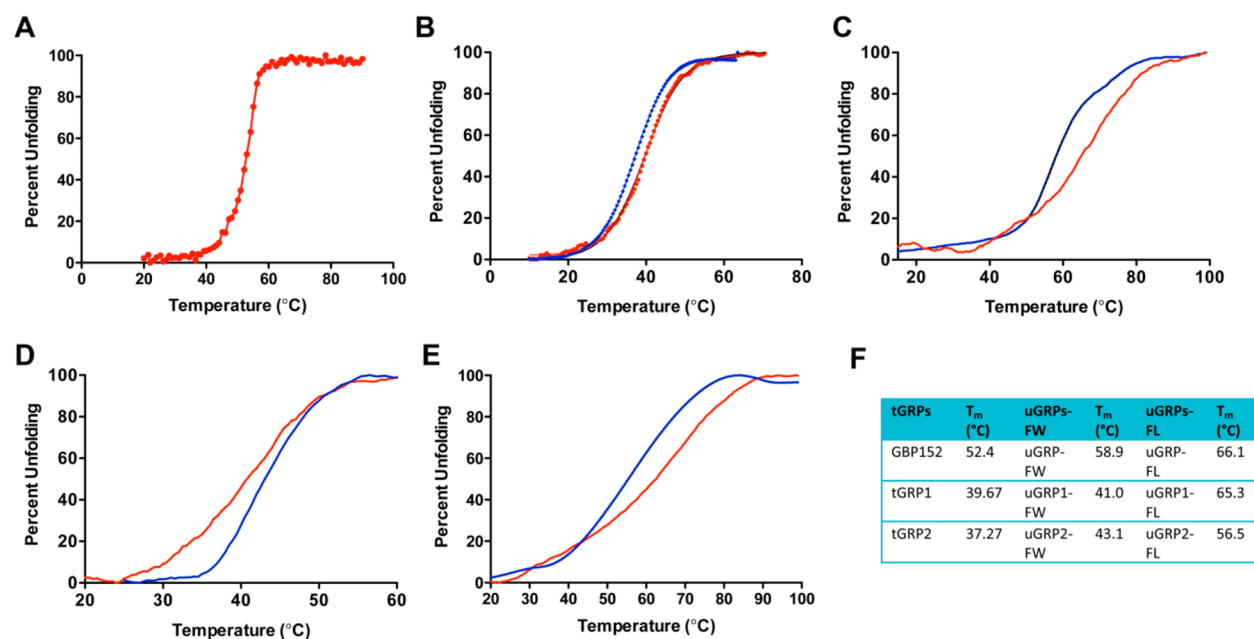 A
100
80
60
40
20
0
Percent Unfolding
0 20 40 60 80 100
Temperature (°C)
B
100
80
60
40
20
0
Percent Unfolding
0 20 40 60 80
Temperature (°C)
C
100
80
60
40
20
0
Percent Unfolding
20 40 60 80 100
Temperature (°C)
D
100
80
60
40
20
0
Percent Unfolding
20 30 40 50 60
Temperature (°C)
E
100
80
60
40
20
0
Percent Unfolding
20 30 40 50 60 70 80 90 100
Temperature (°C)
F
tGRPs Tm uGRPs- Tm uGRPs- Tm
(°C) FW (°C) FL (°C)
GBP152 52.4 uGRP- 58.9 uGRP- 66.1
FW FL
tGRP1 39.67 uGRP1- 41.0 uGRP1- 65.3
FW FL
tGRP2 37.27 uGRP2- 43.1 uGRP2- 56.5
FW FL